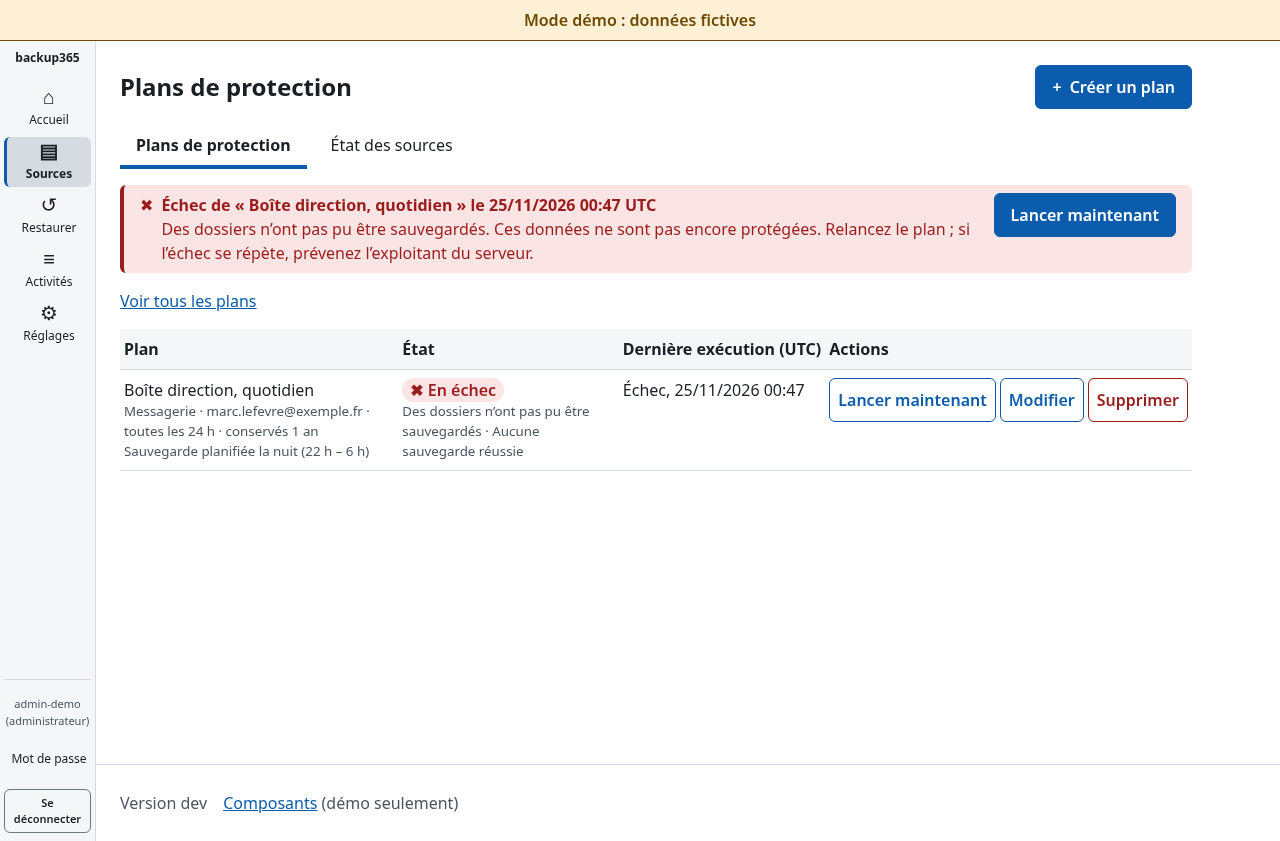 Mode démo : données fictives
backup365
Accueil
Sources
Restaurer
Activités
Réglages
admin-demo
(administrateur)
Mot de passe
Se
déconnecter
Plans de protection
+ Créer un plan
Plans de protection
État des sources
✖ Échec de « Boîte direction, quotidien » le 25/11/2026 00:47 UTC
Des dossiers n’ont pas pu être sauvegardés. Ces données ne sont pas encore protégées. Relancez le plan ; si
l’échec se répète, prévenez l’exploitant du serveur.
Lancer maintenant
Voir tous les plans
Plan État Dernière exécution (UTC) Actions
Boîte direction, quotidien
Messagerie · marc.lefevre@exemple.fr ·
toutes les 24 h · conservés 1 an
Sauvegarde planifiée la nuit (22 h – 6 h)
✖ En échec
Des dossiers n’ont pas pu être
sauvegardés · Aucune
sauvegarde réussie
Échec, 25/11/2026 00:47
Lancer maintenant Modifier Supprimer
Version dev Composants (démo seulement)